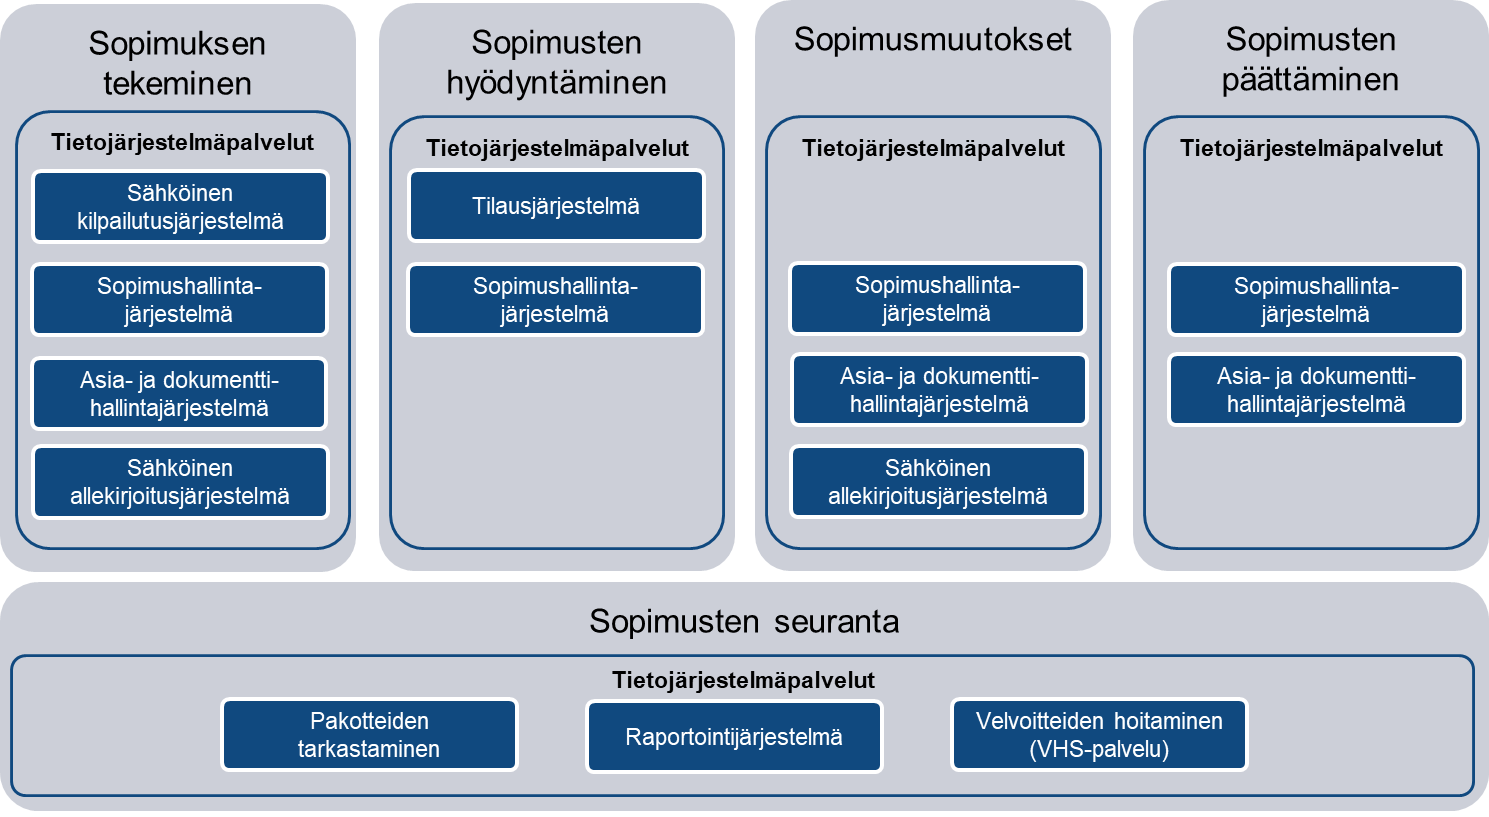 Sopimuksen
tekeminen
Tietojärjestelmäpalvelut
Sähköinen
kilpailutusjärjestelmä
Sopimushallinta-
järjestelmä
Asia- ja dokumentti-
hallintajärjestelmä
Sähköinen
allekirjoitusjärjestelmä
Sopimusten
hyödyntäminen
Tietojärjestelmäpalvelut
Tilausjärjestelmä
Sopimushallinta-
järjestelmä
Sopimusmuutokset
Tietojärjestelmäpalvelut
Sopimushallinta-
järjestelmä
Asia- ja dokumentti-
hallintajärjestelmä
Sähköinen
allekirjoitusjärjestelmä
Sopimusten
päättäminen
Tietojärjestelmäpalvelut
Sopimushallinta-
järjestelmä
Asia- ja dokumentti-
hallintajärjestelmä
Sopimusten seuranta
Tietojärjestelmäpalvelut
Pakotteiden
tarkastaminen
Raportointijärjestelmä
Velvoitteiden hoitaminen
(VHS-palvelu)